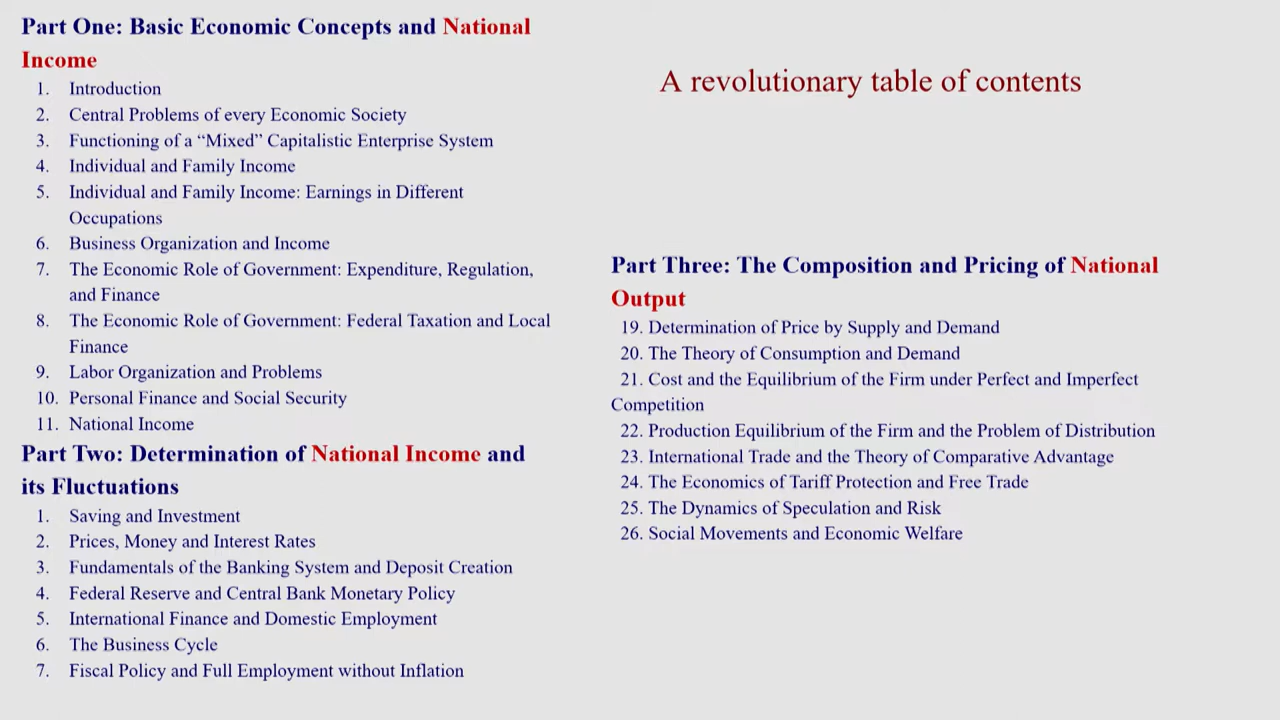 Part One: Basic Economic Concepts and National
Income
1. Introduction
2. Central Problems of every Economic Society
3. Functioning of a “Mixed” Capitalistic Enterprise System
4. Individual and Family Income
5. Individual and Family Income: Earnings in Different
Occupations
6. Business Organization and Income
7. The Economic Role of Government: Expenditure, Regulation,
and Finance
8. The Economic Role of Government: Federal Taxation and Local
Finance
9. Labor Organization and Problems
10. Personal Finance and Social Security
11. National Income
Part Two: Determination of National Income and
its Fluctuations
1. Saving and Investment
2. Prices, Money and Interest Rates
3. Fundamentals of the Banking System and Deposit Creation
4. Federal Reserve and Central Bank Monetary Policy
5. International Finance and Domestic Employment
6. The Business Cycle
7. Fiscal Policy and Full Employment without Inflation
A revolutionary table of contents
Part Three: The Composition and Pricing of National
Output
19. Determination of Price by Supply and Demand
20. The Theory of Consumption and Demand
21. Cost and the Equilibrium of the Firm under Perfect and Imperfect
Competition
22. Production Equilibrium of the Firm and the Problem of Distribution
23. International Trade and the Theory of Comparative Advantage
24. The Economics of Tariff Protection and Free Trade
25. The Dynamics of Speculation and Risk
26. Social Movements and Economic Welfare